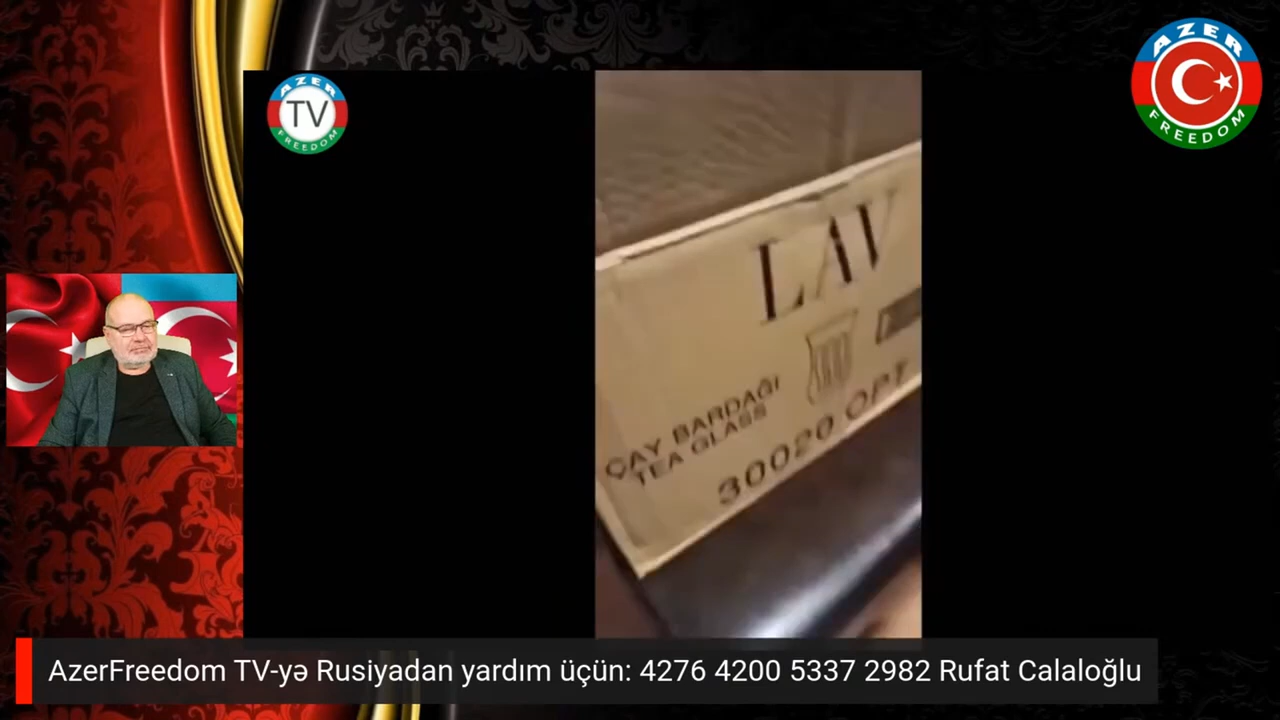 AZER
TV
FREEDOM
AZER
FREEDOM
LAV
ÇAY BARDAĞI
TEA GLASS
30020 OPT
AzerFreedom TV-yə Rusiyadan yardım üçün: 4276 4200 5337 2982 Rufat Calaloğlu